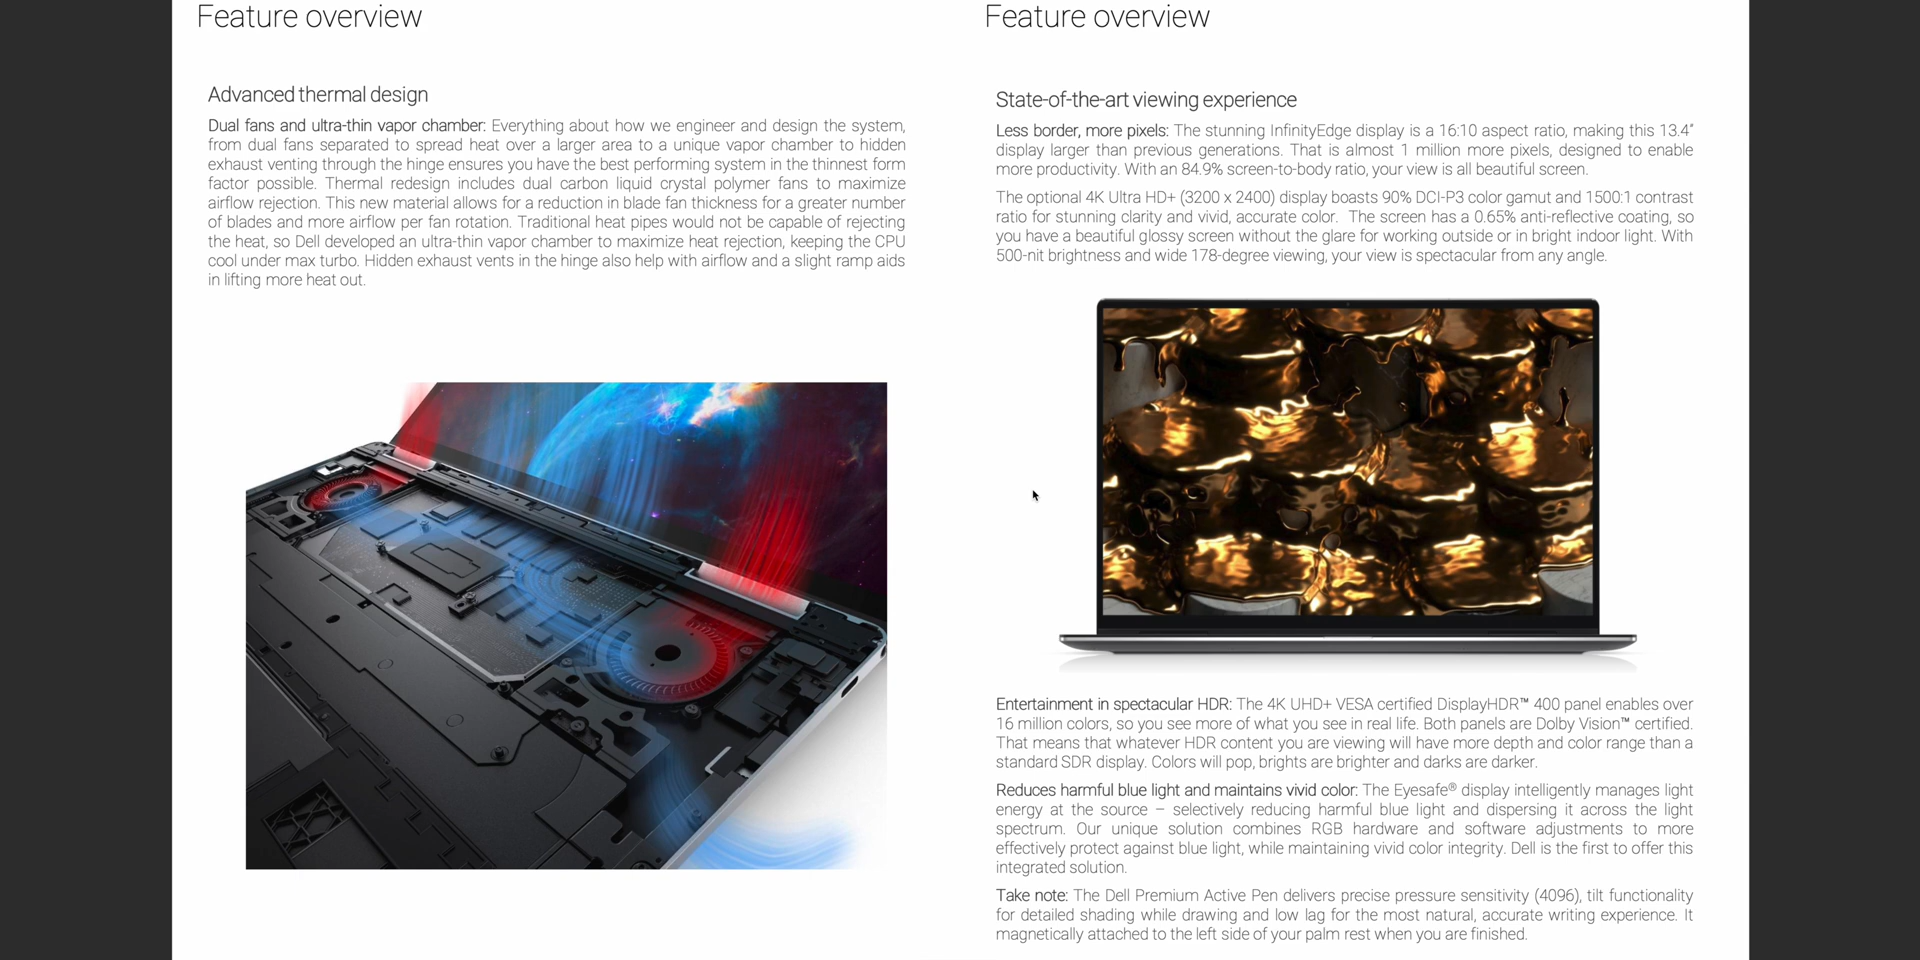 Feature overview
Advanced thermal design
Dual fans and ultra-thin vapor chamber: Everything about how we engineer and design the system,
from dual fans separated to spread heat over a larger area to a unique vapor chamber to hidden
exhaust venting through the hinge ensures you have the best performing system in the thinnest form
factor possible. Thermal redesign includes dual carbon liquid crystal polymer fans to maximize
airflow rejection. This new material allows for a reduction in blade fan thickness for a greater number
of blades and more airflow per fan rotation. Traditional heat pipes would not be capable of rejecting
the heat, so Dell developed an ultra-thin vapor chamber to maximize heat rejection, keeping the CPU
cool under max turbo. Hidden exhaust vents in the hinge also help with airflow and a slight ramp aids
in lifting more heat out.
Feature overview
State-of-the-art viewing experience
Less border, more pixels: The stunning InfinityEdge display is a 16:10 aspect ratio, making this 13.4"
display larger than previous generations. That is almost 1 million more pixels, designed to enable
more productivity. With an 84.9% screen-to-body ratio, your view is all beautiful screen.
The optional 4K Ultra HD+ (3200 x 2400) display boasts 90% DCI-P3 color gamut and 1500:1 contrast
ratio for stunning clarity and vivid, accurate color. The screen has a 0.65% anti-reflective coating, so
you have a beautiful glossy screen without the glare for working outside or in bright indoor light. With
500-nit brightness and wide 178-degree viewing, your view is spectacular from any angle.
Entertainment in spectacular HDR: The 4K UHD+ VESA certified DisplayHDR™ 400 panel enables over
16 million colors, so you see more of what you see in real life. Both panels are Dolby Vision™ certified.
That means that whatever HDR content you are viewing will have more depth and color range than a
standard SDR display. Colors will pop, brights are brighter and darks are darker.
Reduces harmful blue light and maintains vivid color: The Eyesafe® display intelligently manages light
energy at the source – selectively reducing harmful blue light and dispersing it across the light
spectrum. Our unique solution combines RGB hardware and software adjustments to more
effectively protect against blue light, while maintaining vivid color integrity. Dell is the first to offer this
integrated solution.
Take note: The Dell Premium Active Pen delivers precise pressure sensitivity (4096), tilt functionality
for detailed shading while drawing and low lag for the most natural, accurate writing experience. It
magnetically attached to the left side of your palm rest when you are finished.